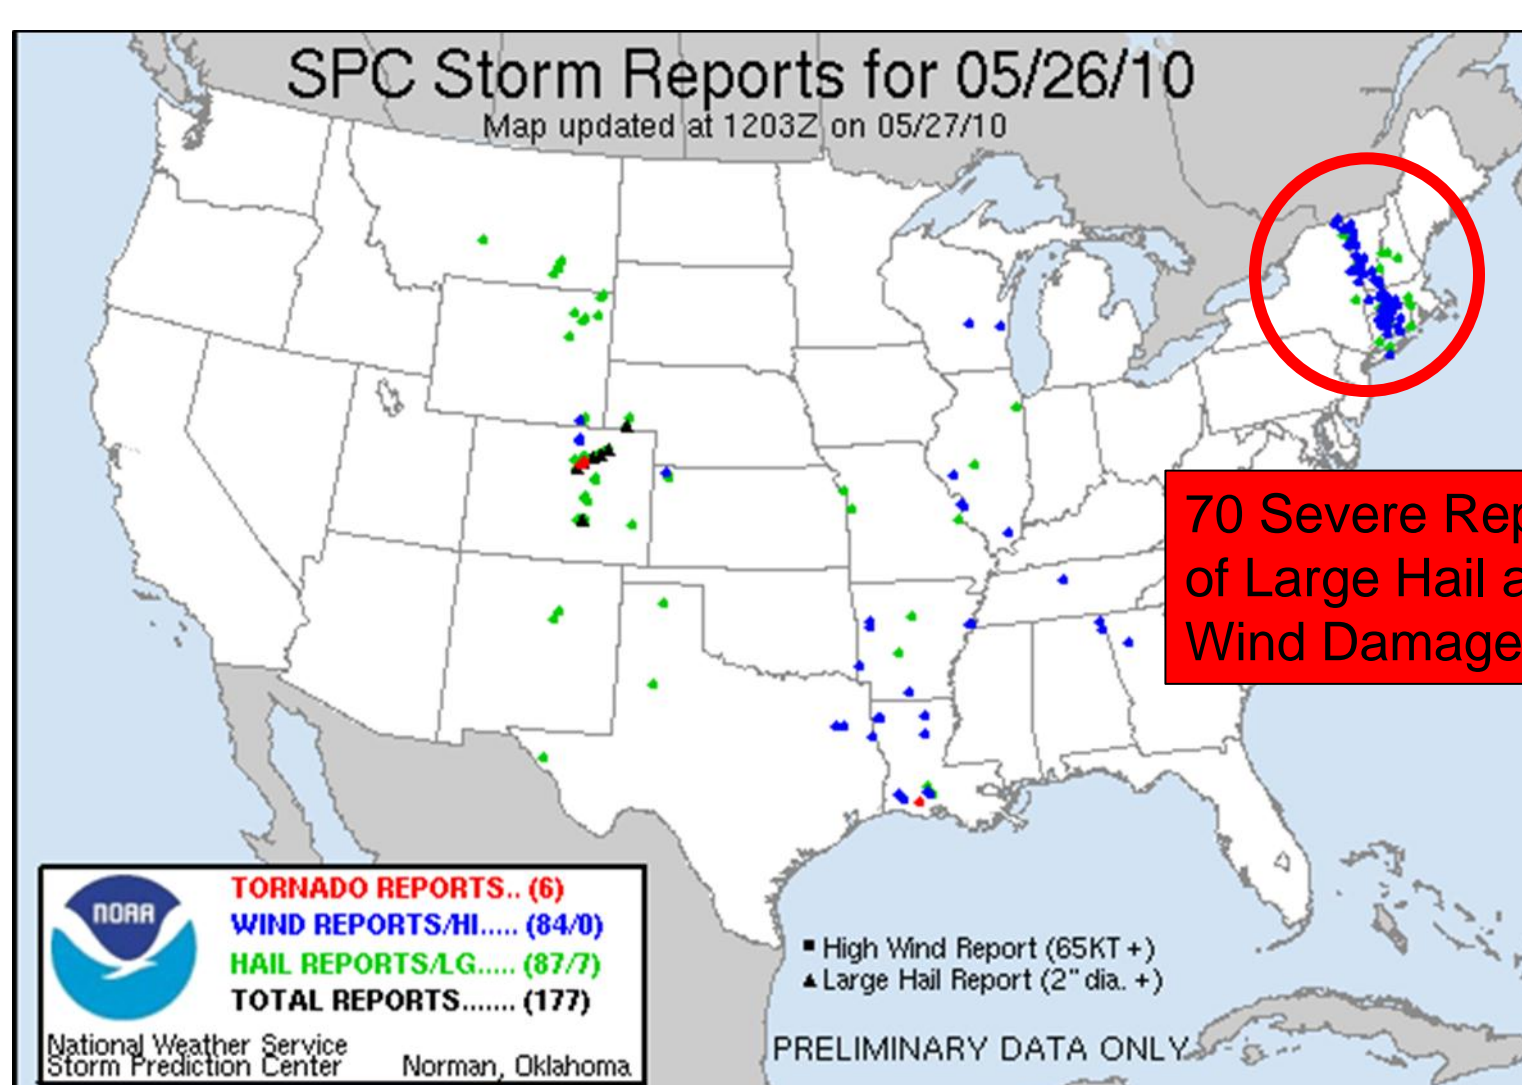 SPC Storm Reports for 05/26/10
Map updated at 1203Z on 05/27/10
70 Severe Rep
of Large Hail a
Wind Damage
NOAA
TORNADO REPORTS.. (6)
WIND REPORTS/HI..... (84/0)
HAIL REPORTS/LG..... (87/7)
TOTAL REPORTS....... (177)
National Weather Service
Storm Prediction Center Norman, Oklahoma
High Wind Report (65KT +)
Large Hail Report (2" dia. +)
PRELIMINARY DATA ONLY